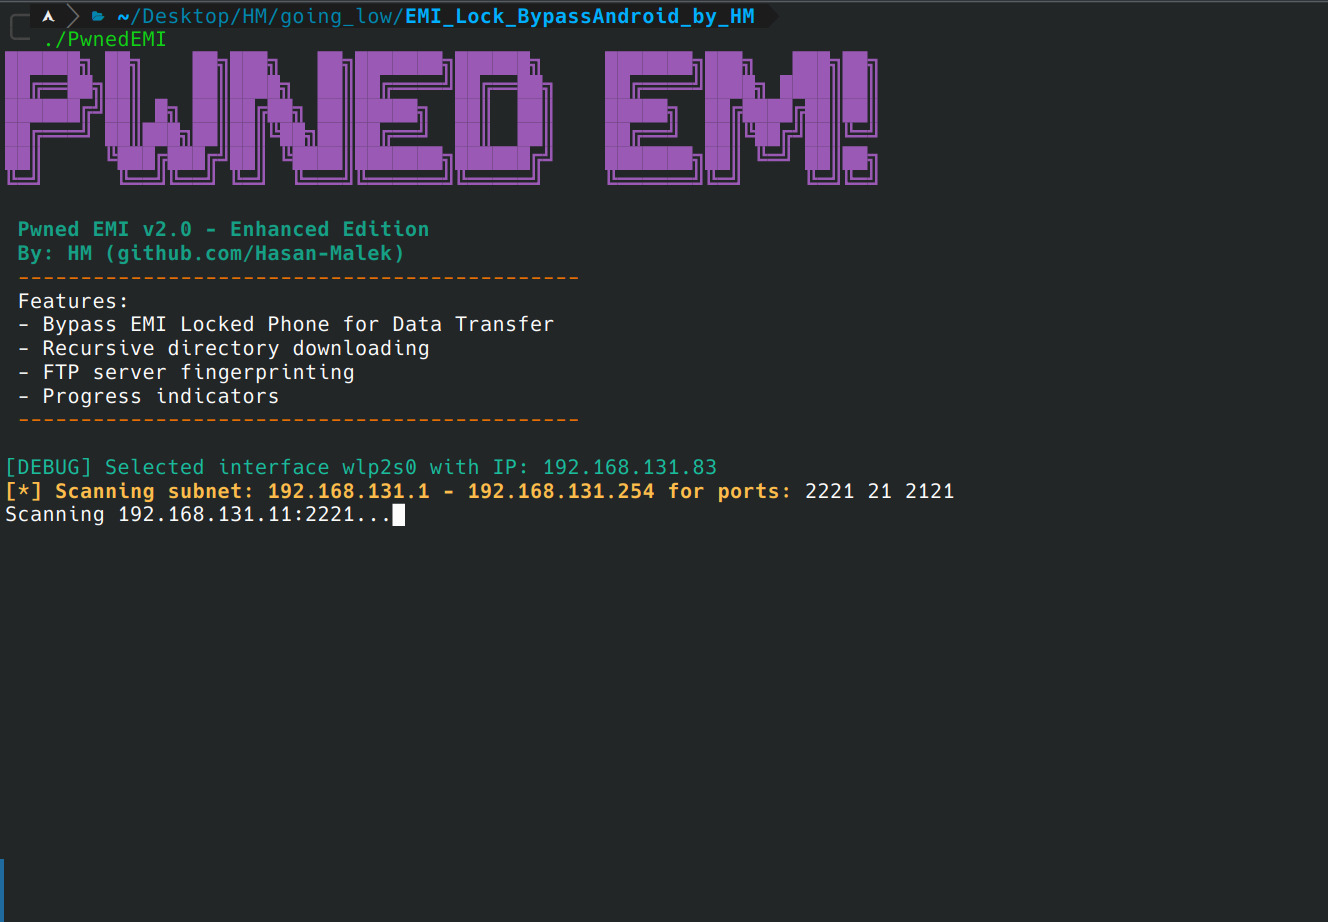 ~/Desktop/HM/going_low/EMI_Lock_BypassAndroid_by_HM
./PwnedEMI
PWNED EMI
Pwned EMI v2.0 - Enhanced Edition
By: HM (github.com/Hasan-Malek)
---------------------------------------------
Features:
- Bypass EMI Locked Phone for Data Transfer
- Recursive directory downloading
- FTP server fingerprinting
- Progress indicators
---------------------------------------------
[DEBUG] Selected interface wlp2s0 with IP: 192.168.131.83
[*] Scanning subnet: 192.168.131.1 - 192.168.131.254 for ports: 2221 21 2121
Scanning 192.168.131.11:2221...